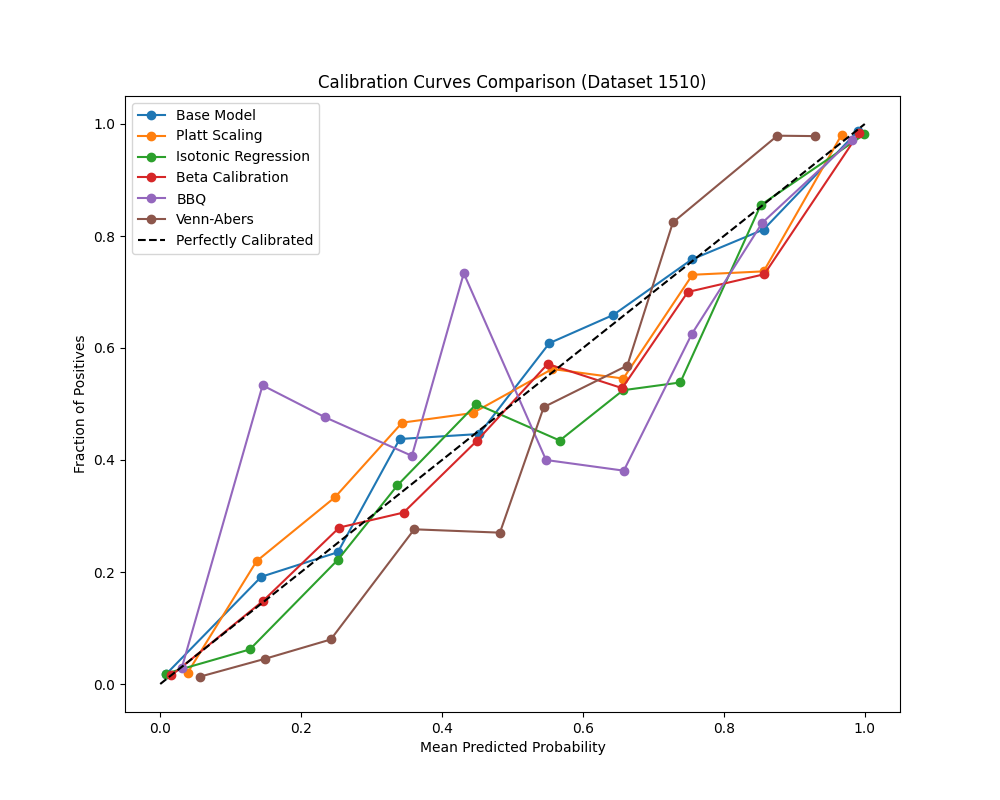 Calibration Curves Comparison (Dataset 1510)
Base Model
Platt Scaling
Isotonic Regression
Beta Calibration
BBQ
Venn-Abers
Perfectly Calibrated
Fraction of Positives
1.0
0.8
0.6
0.4
0.2
0.0
0.0 0.2 0.4 0.6 0.8 1.0
Mean Predicted Probability